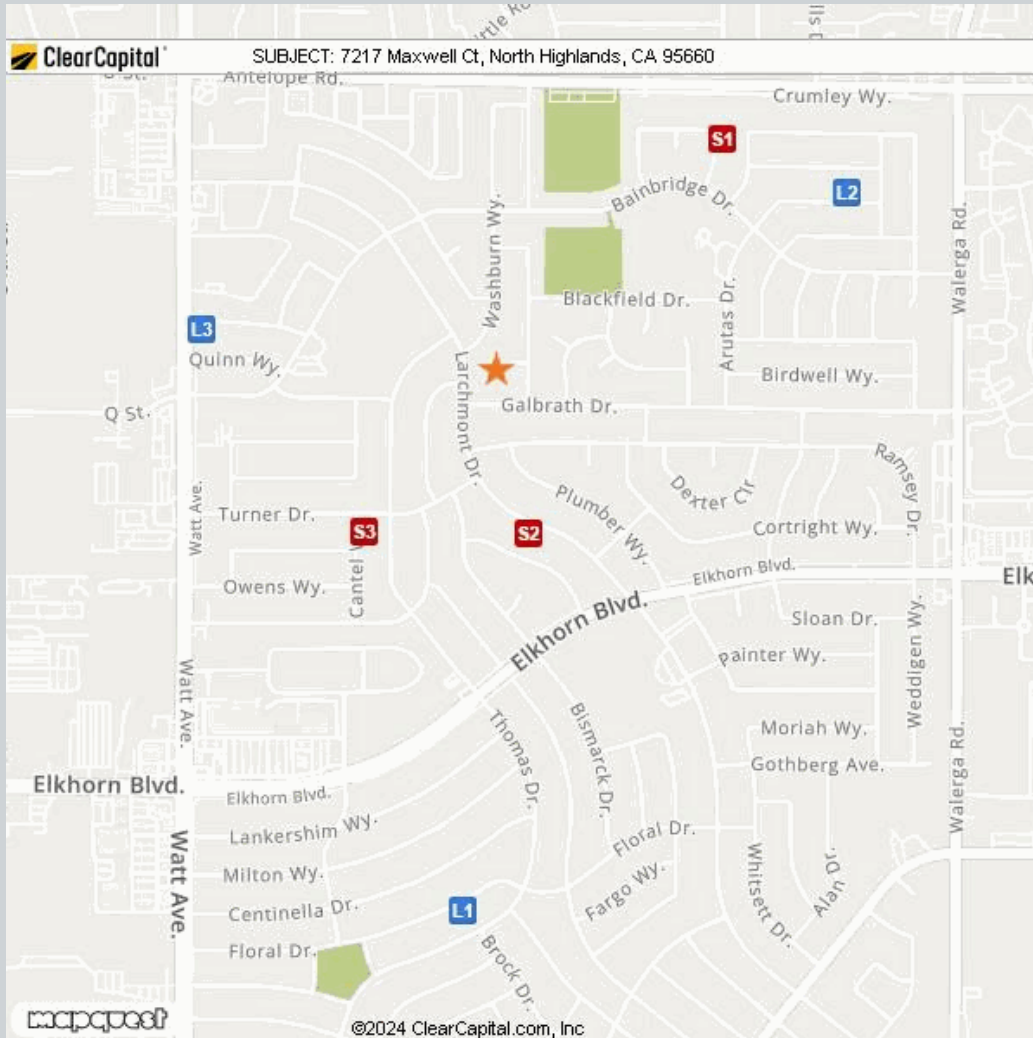 ClearCapital
SUBJECT: 7217 Maxwell Ct, North Highlands, CA 95660
Antelope Rd.
Crumley Wy.
S1
Bainbridge Dr.
L2
Washburn Wy.
Walerga Rd.
Blackfield Dr.
Arutas Dr.
L3
Quinn Wy.
Larchmont Dr.
Birdwell Wy.
Galbrath Dr.
Q St.
Ramsey Dr.
Dexter Cir
Plumber Wy.
Watt Ave.
Turner Dr.
Cortright Wy.
S3
S2
Cantel
Owens Wy.
Elkhorn Blvd.
Elk
Elkhorn Blvd.
Sloan Dr.
Weddigen Wy.
Painter Wy.
Watt Ave.
Bismarck Dr.
Thomas Dr.
Moriah Wy.
Gothberg Ave.
Walerga Rd.
Elkhorn Blvd.
Elkhorn Blvd.
Lankershim Wy.
Floral Dr.
Watt Ave.
Milton Wy.
Fargo Wy.
Whitsett Dr.
Alan Dr.
Centinella Dr.
L1
Floral Dr.
Brock Dr.
mapquest
©2024 ClearCapital.com, Inc